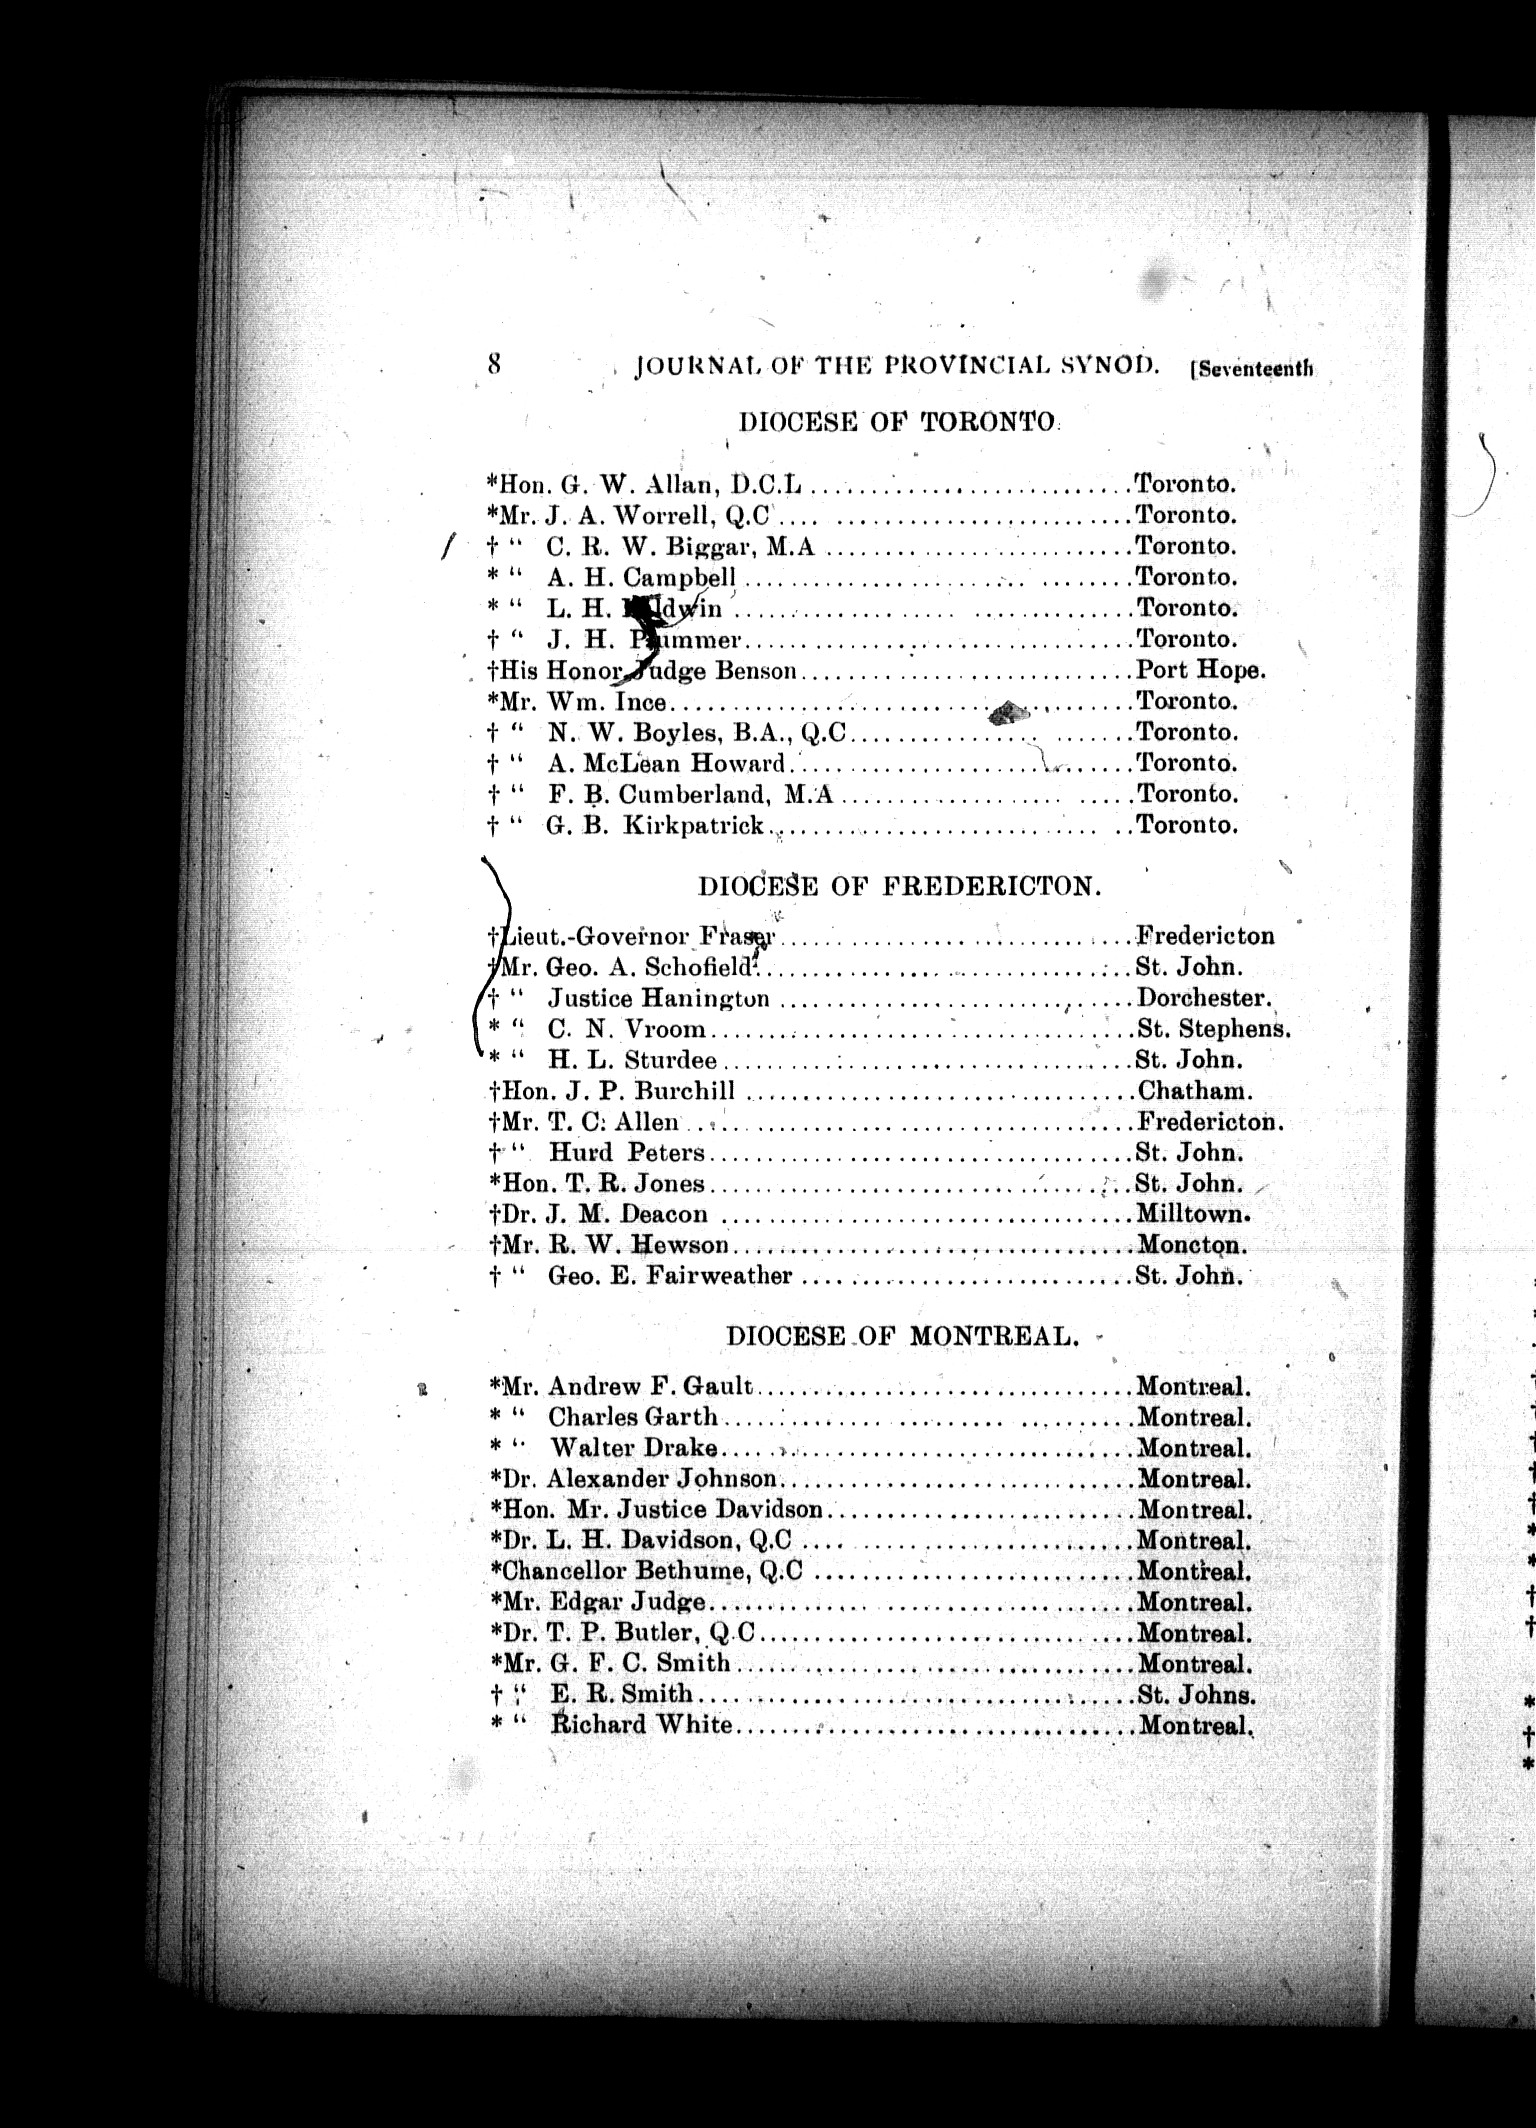 8 JOURNAL OF THE PROVINCIAL SYNOD. [Seventeenth
DIOCESE OF TORONTO.
*Hon. G. W. Allan, D.C.L ............................Toronto.
*Mr. J. A. Worrell, Q.C ............................Toronto.
† " C. R. W. Biggar, M.A ............................Toronto.
* " A. H. Campbell ............................Toronto.
* " L. H. ............................Toronto.
† " J. H. Plummer............................Toronto.
†His Honor Judge Benson............................Port Hope.
*Mr. Wm. Ince............................Toronto.
† " N. W. Boyles, B.A., Q.C............................Toronto.
† " A. McLean Howard............................Toronto.
† " F. B. Cumberland, M.A ............................Toronto.
† " G. B. Kirkpatrick............................Toronto.
DIOCESE OF FREDERICTON.
†Lieut.-Governor Fraser............................Fredericton
†Mr. Geo. A. Schofield............................St. John.
† " Justice Hanington ............................Dorchester.
* " C. N. Vroom............................St. Stephens.
* " H. L. Sturdee............................St. John.
†Hon. J. P. Burchill ............................Chatham.
†Mr. T. C. Allen ............................Fredericton.
† " Hurd Peters............................St. John.
*Hon. T. R. Jones............................St. John.
†Dr. J. M. Deacon ............................Milltown.
†Mr. R. W. Hewson............................Moncton.
† " Geo. E. Fairweather ............................St. John.
DIOCESE OF MONTREAL.
*Mr. Andrew F. Gault............................Montreal.
* " Charles Garth............................Montreal.
* " Walter Drake............................Montreal.
*Dr. Alexander Johnson............................Montreal.
*Hon. Mr. Justice Davidson............................Montreal.
*Dr. L. H. Davidson, Q.C ............................Montreal.
*Chancellor Bethume, Q.C ............................Montreal.
*Mr. Edgar Judge............................Montreal.
*Dr. T. P. Butler, Q.C............................Montreal.
*Mr. G. F. C. Smith............................Montreal.
† " E. R. Smith............................St. Johns.
* " Richard White............................Montreal.